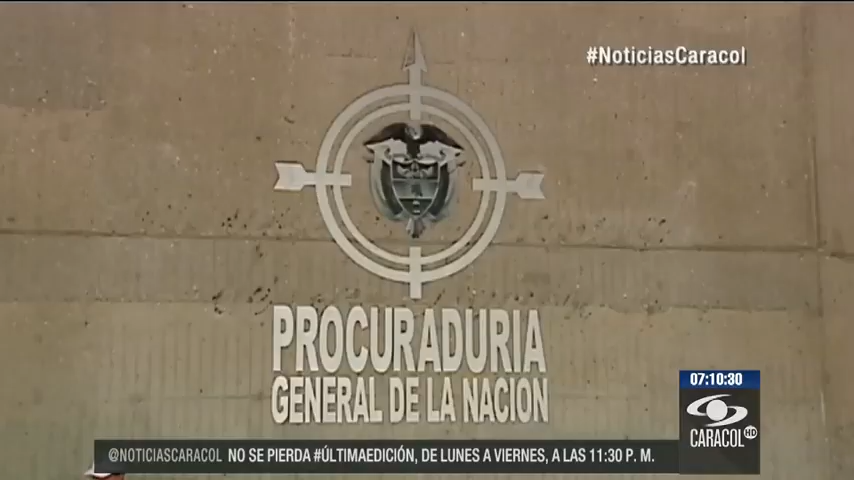 #NoticiasCaracol
PROCURADURIA
GENERAL DE LA NACION
07:10:30
CARACOL HD
@NOTICIASCARACOL NO SE PIERDA #ÚLTIMAEDICIÓN, DE LUNES A VIERNES, A LAS 11:30 P. M.